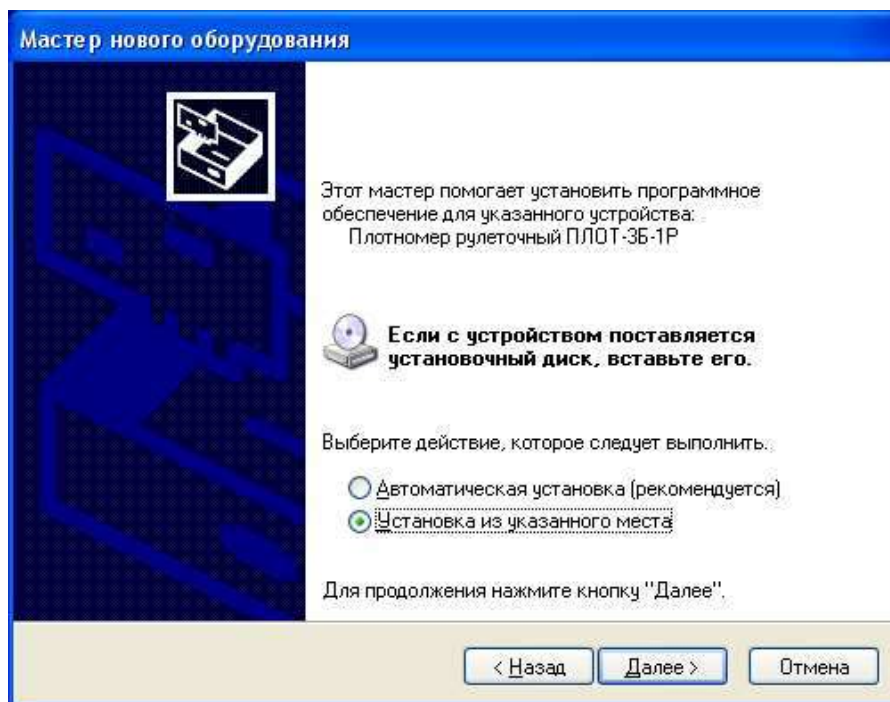 Мастер нового оборудования
Этот мастер помогает установить программное
обеспечение для указанного устройства:
Плотномер рулеточный ПЛОТ-3Б-1Р
Если с устройством поставляется
установочный диск, вставьте его.
Выберите действие, которое следует выполнить.
Автоматическая установка (рекомендуется)
Установка из указанного места
Для продолжения нажмите кнопку "Далее".
< Назад Далее > Отмена